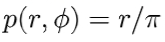 p(r, ϕ) = r/π